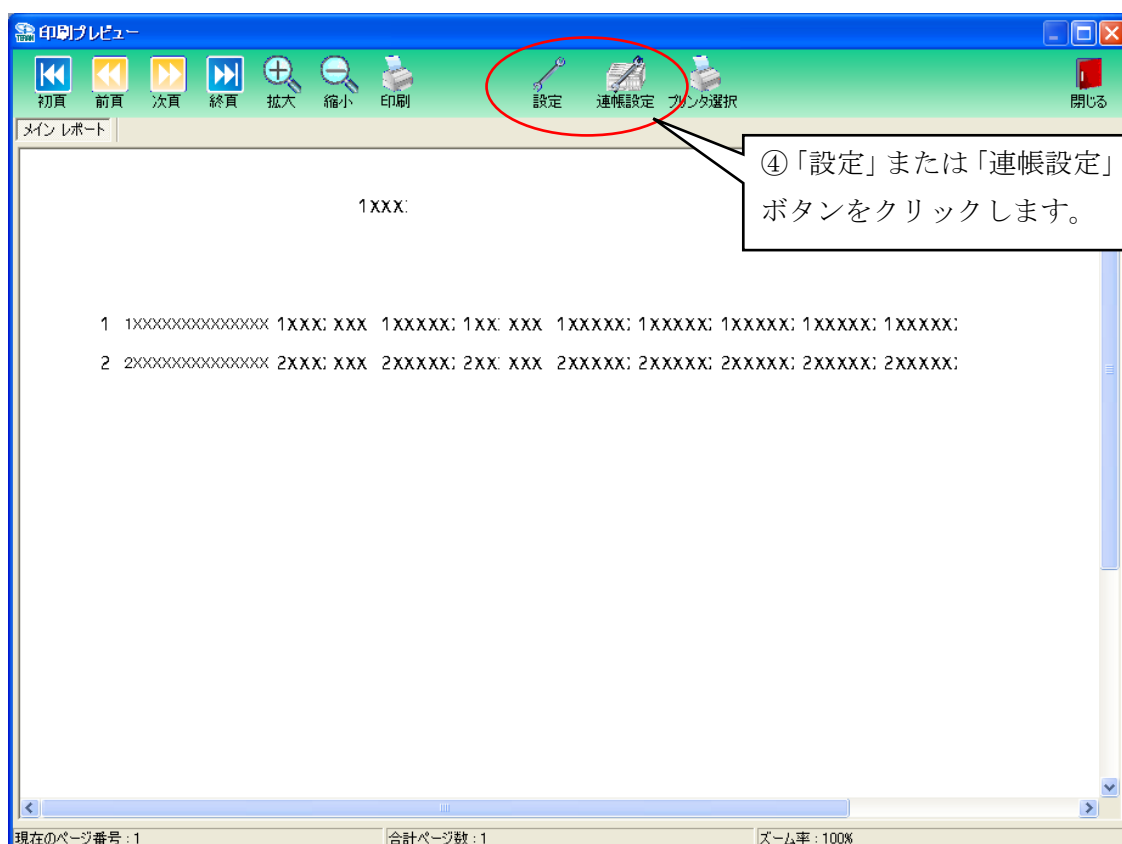 印刷プレビュー
初頁 前頁 次頁 終頁 拡大 縮小 印刷 設定 連帳設定 プリンタ選択 閉じる
メイン レポート
④「設定」または「連帳設定」
ボタンをクリックします。
1XXX:
1 1XXXXXXXXXXXXXX 1XXX: XXX 1XXXXX: 1XX: XXX 1XXXXX: 1XXXXX: 1XXXXX: 1XXXXX: 1XXXXX:
2 2XXXXXXXXXXXXXX 2XXX: XXX 2XXXXX: 2XX: XXX 2XXXXX: 2XXXXX: 2XXXXX: 2XXXXX: 2XXXXX:
現在のページ番号 : 1 合計ページ数 : 1 ズーム率 : 100%